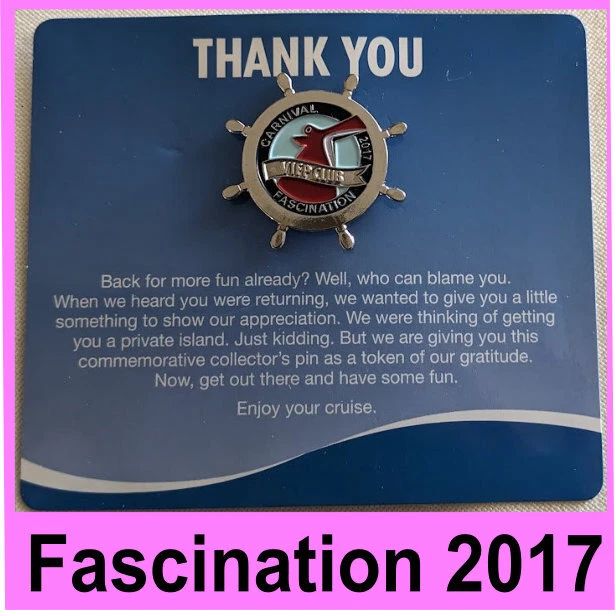 THANK YOU
CARNIVAL
2017
VIFP CLUB
FASCINATION
Back for more fun already? Well, who can blame you.
When we heard you were returning, we wanted to give you a little
something to show our appreciation. We were thinking of getting
you a private island. Just kidding. But we are giving you this
commemorative collector's pin as a token of our gratitude.
Now, get out there and have some fun.
Enjoy your cruise.
Fascination 2017